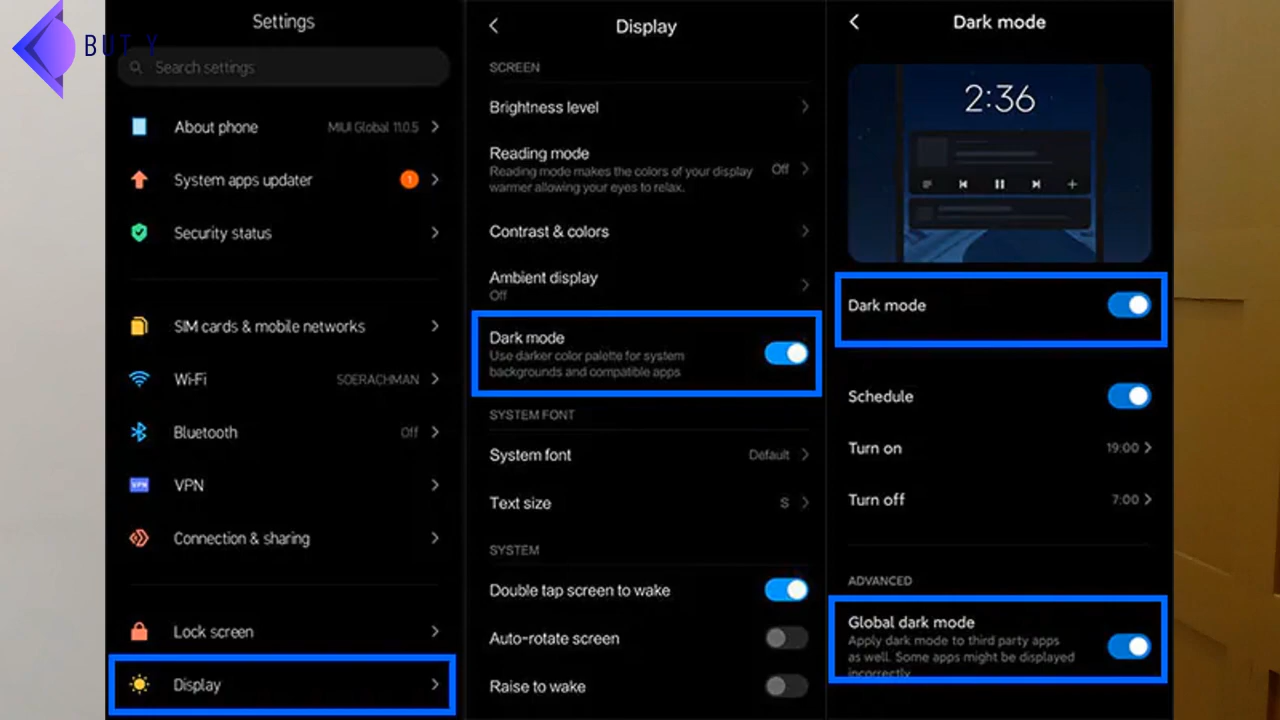 BUT Y
Settings
Search settings
About phone
MIUI Global 11.0.5
System apps updater
1
Security status
SIM cards & mobile networks
Wi-Fi
SOERACHMAN
Bluetooth
Off
VPN
VPN
Connection & sharing
Lock screen
Display
Display
SCREEN
Brightness level
Reading mode
Reading mode makes the colors of your display
warmer allowing your eyes to relax.
Off
Contrast & colors
Ambient display
Off
Dark mode
Use darker color palette for system
backgrounds and compatible apps
SYSTEM FONT
System font
Default
Text size
S
SYSTEM
Double tap screen to wake
Auto-rotate screen
Raise to wake
Dark mode
2:36
Dark mode
Schedule
Turn on
19:00
Turn off
7:00
ADVANCED
Global dark mode
Apply dark mode to third party apps
as well. Some apps might be displayed
incorrectly.